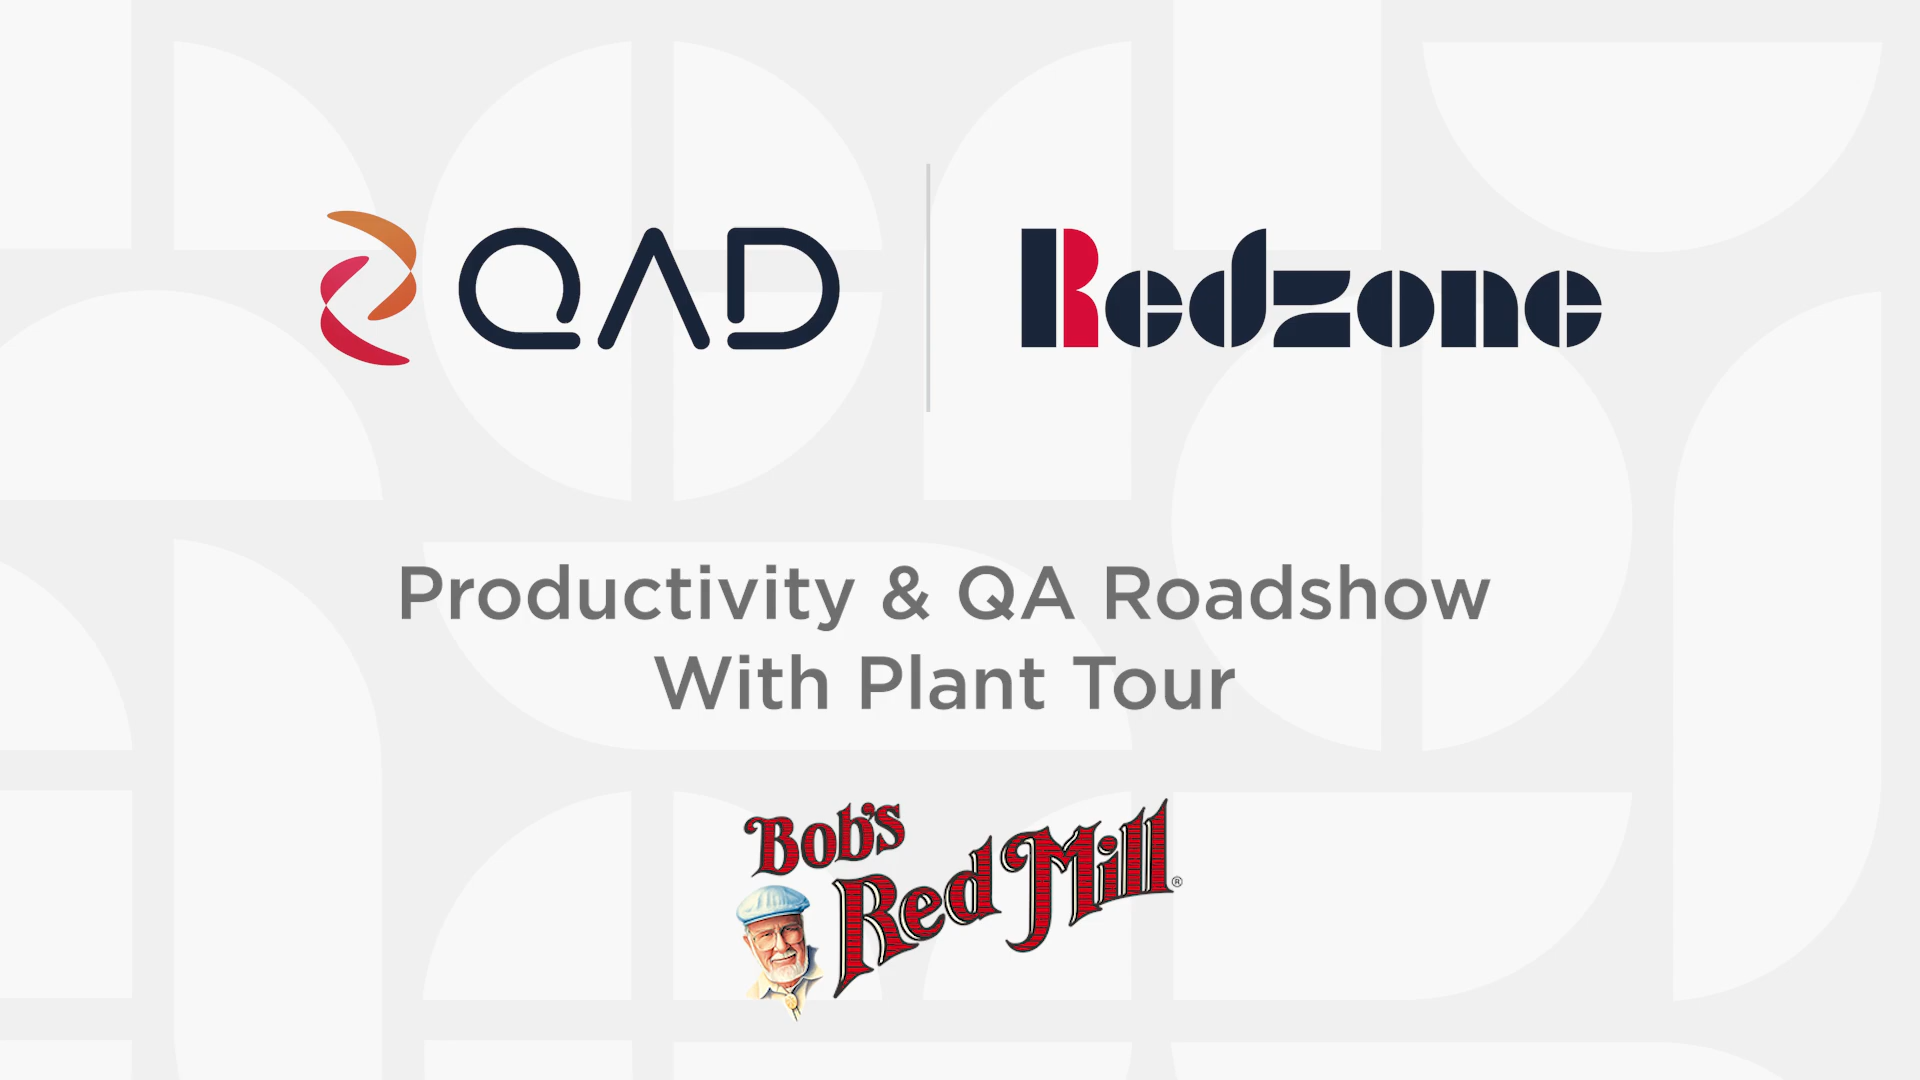 QAD
Redzone
Productivity & QA Roadshow
With Plant Tour
Bob's
Red Mill®